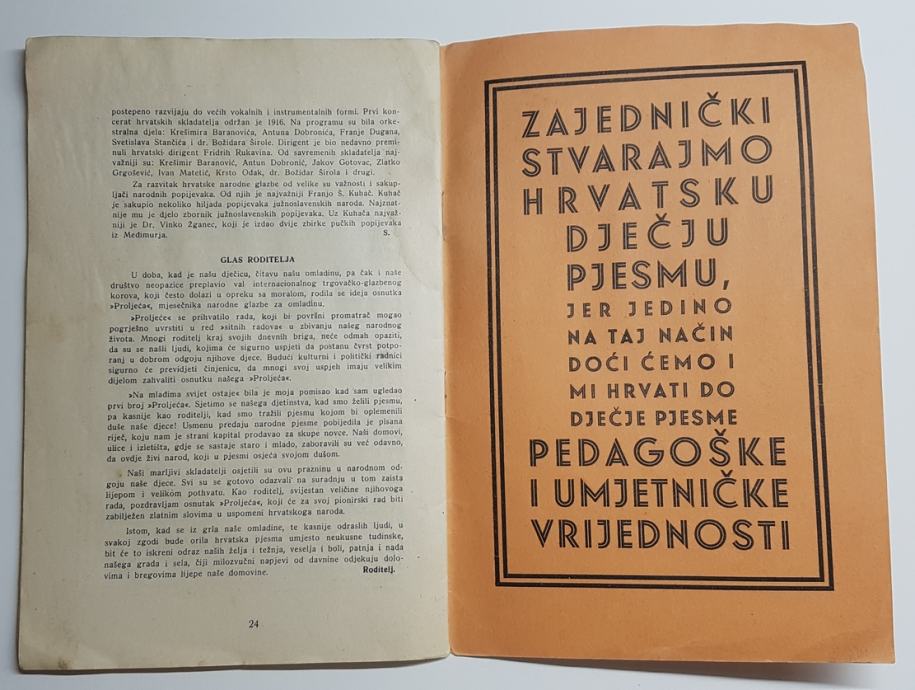 postepeno razvijaju do većih vokalnih i instrumentalnih formi. Prvi kon-
cerat hrvatskih skladatelja održan je 1916. Na programu su bila orke-
stralna djela: Krešimira Baranovića, Antuna Dobronića, Franje Dugana,
Svetislava Stančića i dr. Božidara Širole. Dirigent je bio nedavno premi-
nuli hrvatski dirigent Fridrih Rukavina. Od savremenih skladatelja naj-
važniji su: Krešimir Baranović, Antun Dobronić, Jakov Gotovac, Zlatko
Grgošević, Ivan Matetić, Krsto Odak, dr. Božidar Širola i drugi.
Za razvitak hrvatske narodne glazbe od velike su važnosti i sakup-
ljači narodnih popijevaka. Od njih je najvažniji Franjo Š. Kuhač. Kuhač
je sakupio nekoliko hiljada popijevaka južnoslavenskih naroda. Najznat-
nije mu je djelo zbornik južnoslavenskih popijevaka. Uz Kuhača najvaž-
niji je Dr. Vinko Žganec, koji je izdao dvije zbirke pučkih popijevaka
iz Međimurja. S.
GLAS RODITELJA
U doba, kad je našu dječicu, čitavu našu omladinu, pa čak i naše
društvo neopazice preplavio val internacionalnog trgovačko-glazbenog
korova, koji često dolazi u opreku sa moralom, rodila se ideja osnutka
»Proljeća«, mjesečnika narodne glazbe za omladinu.
»Proljeće« se prihvatilo rada, koji bi površni promatrač mogao
pogrješno uvrstiti u red »sitnih radova« u zbivanju našeg narodnog
života. Mnogi roditelj kraj svojih dnevnih briga, neće odmah opaziti,
da su se našli ljudi, kojima će sigurno uspjeti da postanu čvrst potpo-
ranj u dobrom odgoju njihove djece. Budući kulturni i politički radnici
sigurno će previdjeti činjenicu, da mnogi svoj uspjeh imaju velikim
dijelom zahvaliti osnutku našega »Proljeća«.
»Na mlađima svijet ostaje« bila je moja pomisao kad sam ugledao
prvi broj »Proljeća«. Sjetimo se našega djetinstva, kad smo željeli pjesmu,
pa kasnije kao roditelji, kad smo tražili pjesmu kojom bi oplemenili
duše naše djece! Usmenu predaju narodne pjesme pobijedila je pisana
riječ, koju nam je strani kapital prodavao za skupe novce. Naši domovi,
ulice i izletišta, gdje se sastaje staro i mlado, zaboravili su već odavno,
da ovdje živi narod, koji u pjesmi osjeća svojom dušom.
Naši marljivi skladatelji osjetili su ovu prazninu u narodnom od-
goju naše djece. Svi su se gotovo odazvali na suradnju u tom zaista
lijepom i velikom pothvatu. Kao roditelj, svijestan veličine njihovoga
rada, pozdravljam osnutak »Proljeća«, koji će za svoj pionirski rad biti
zabilježen zlatnim slovima u uspomeni hrvatskoga naroda.
Istom, kad se iz grla naše omladine, te kasnije odraslih ljudi, u
svakoj zgodi bude orila hrvatska pjesma umjesto neukusne tuđinske,
bit će to iskreni odraz naših želja i težnja, veselja i boli, patnja i nada
našega grada i sela, čiji milozvučni napjevi od davnine odjekuju dolo-
vima i bregovima lijepe naše domovine. Roditelj.
24
ZAJEDNIČKI
STVARAJMO
HRVATSKU
DJEČJU
PJESMU,
JER JEDINO
NA TAJ NAČIN
DOĆI ĆEMO I
MI HRVATI DO
DJEČJE PJESME
PEDAGOŠKE
I UMJETNIČKE
VRIJEDNOSTI